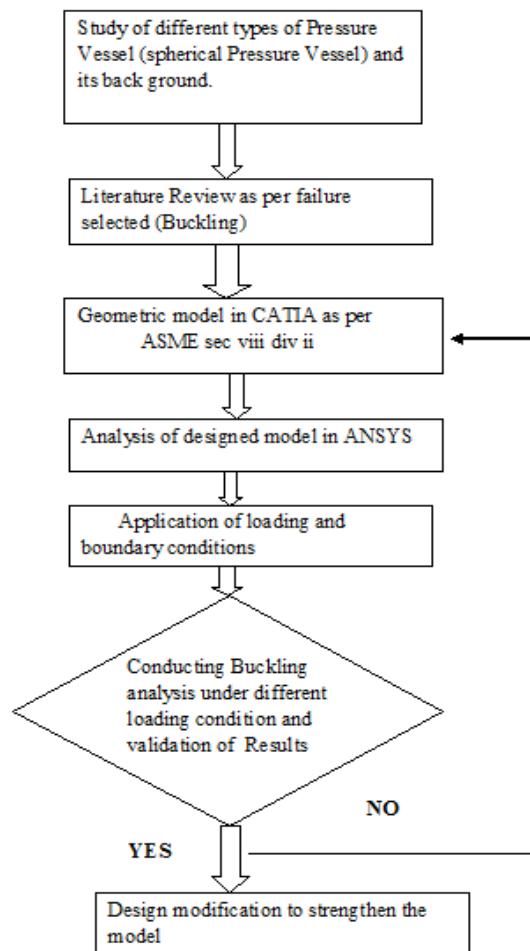 Study of different types of Pressure
Vessel (spherical Pressure Vessel) and
its back ground.
Literature Review as per failure
selected (Buckling)
Geometric model in CATIA as per
ASME sec viii div ii
Analysis of designed model in ANSYS
Application of loading and
boundary conditions
Conducting Buckling
analysis under different
loading condition and
validation of Results
NO
YES
Design modification to strengthen the
model